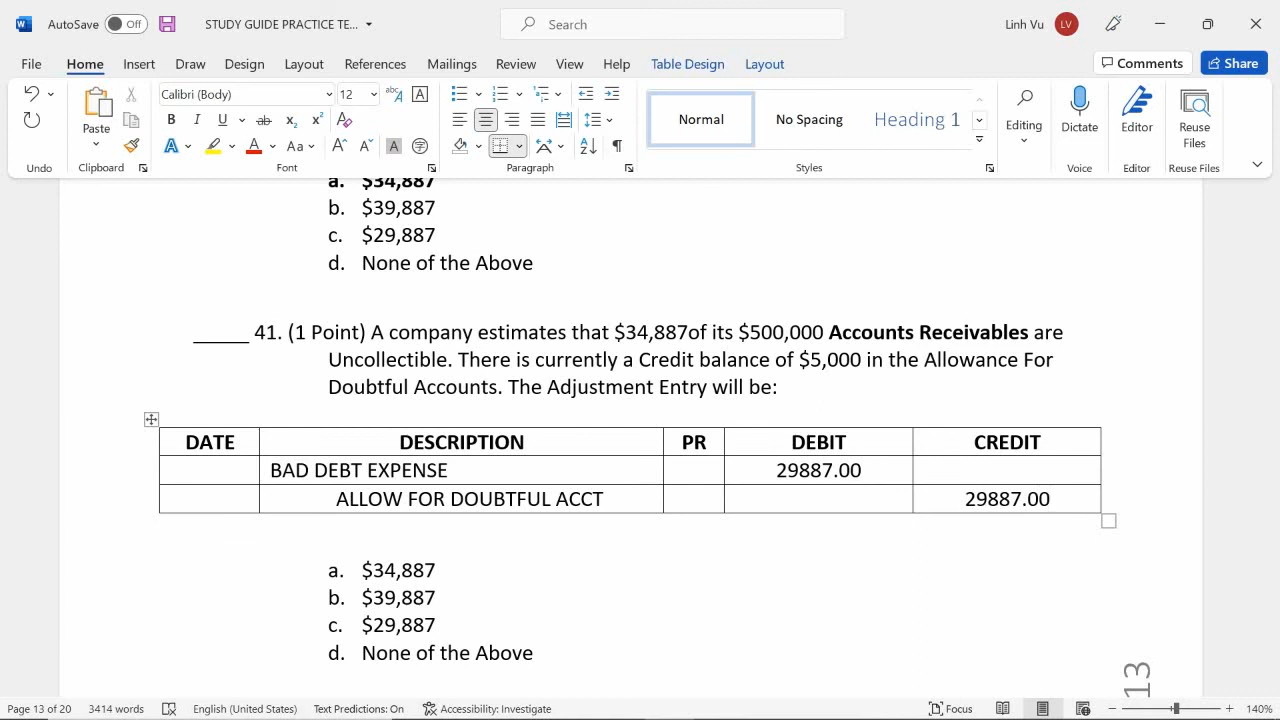 AutoSave Off STUDY GUIDE PRACTICE TE... Search Linh Vu LV
File Home Insert Draw Design Layout References Mailings Review View Help Table Design Layout Comments Share
Calibri (Body) 12
Paste
Normal No Spacing Heading 1
Editing Dictate Editor Reuse Files
Undo Clipboard Font Paragraph Styles Voice Editor Reuse Files
a. $34,887
b. $39,887
c. $29,887
d. None of the Above
_____ 41. (1 Point) A company estimates that $34,887of its $500,000 Accounts Receivables are
Uncollectible. There is currently a Credit balance of $5,000 in the Allowance For
Doubtful Accounts. The Adjustment Entry will be:
DATE DESCRIPTION PR DEBIT CREDIT
BAD DEBT EXPENSE 29887.00
ALLOW FOR DOUBTFUL ACCT 29887.00
a. $34,887
b. $39,887
c. $29,887
d. None of the Above
13
Page 13 of 20 3414 words English (United States) Text Predictions: On Accessibility: Investigate Focus 140%